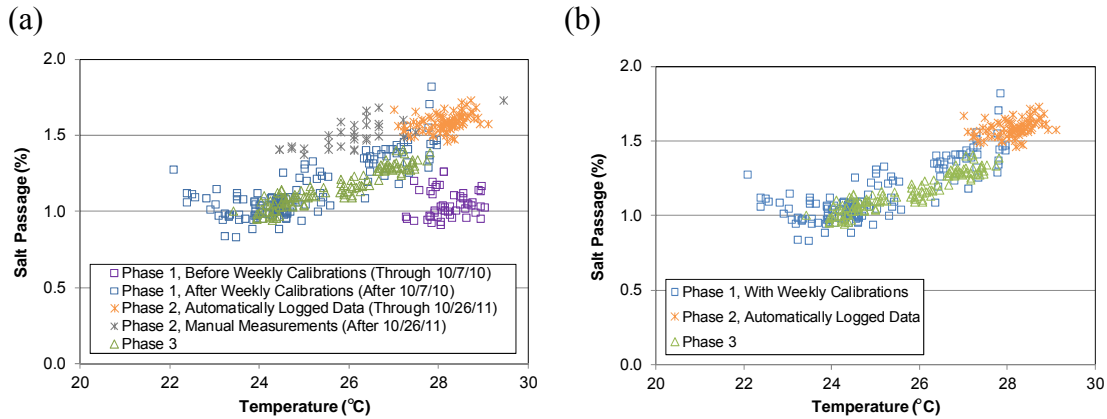 (a)
2.0
1.5
1.0
0.5
0.0
Salt Passage (%)
Phase 1, Before Weekly Calibrations (Through 10/7/10)
Phase 1, After Weekly Calibrations (After 10/7/10)
Phase 2, Automatically Logged Data (Through 10/26/11)
Phase 2, Manual Measurements (After 10/26/11)
Phase 3
20 22 24 26 28 30
Temperature (°C)
(b)
2.0
1.5
1.0
0.5
0.0
Salt Passage (%)
Phase 1, With Weekly Calibrations
Phase 2, Automatically Logged Data
Phase 3
20 22 24 26 28 30
Temperature (°C)